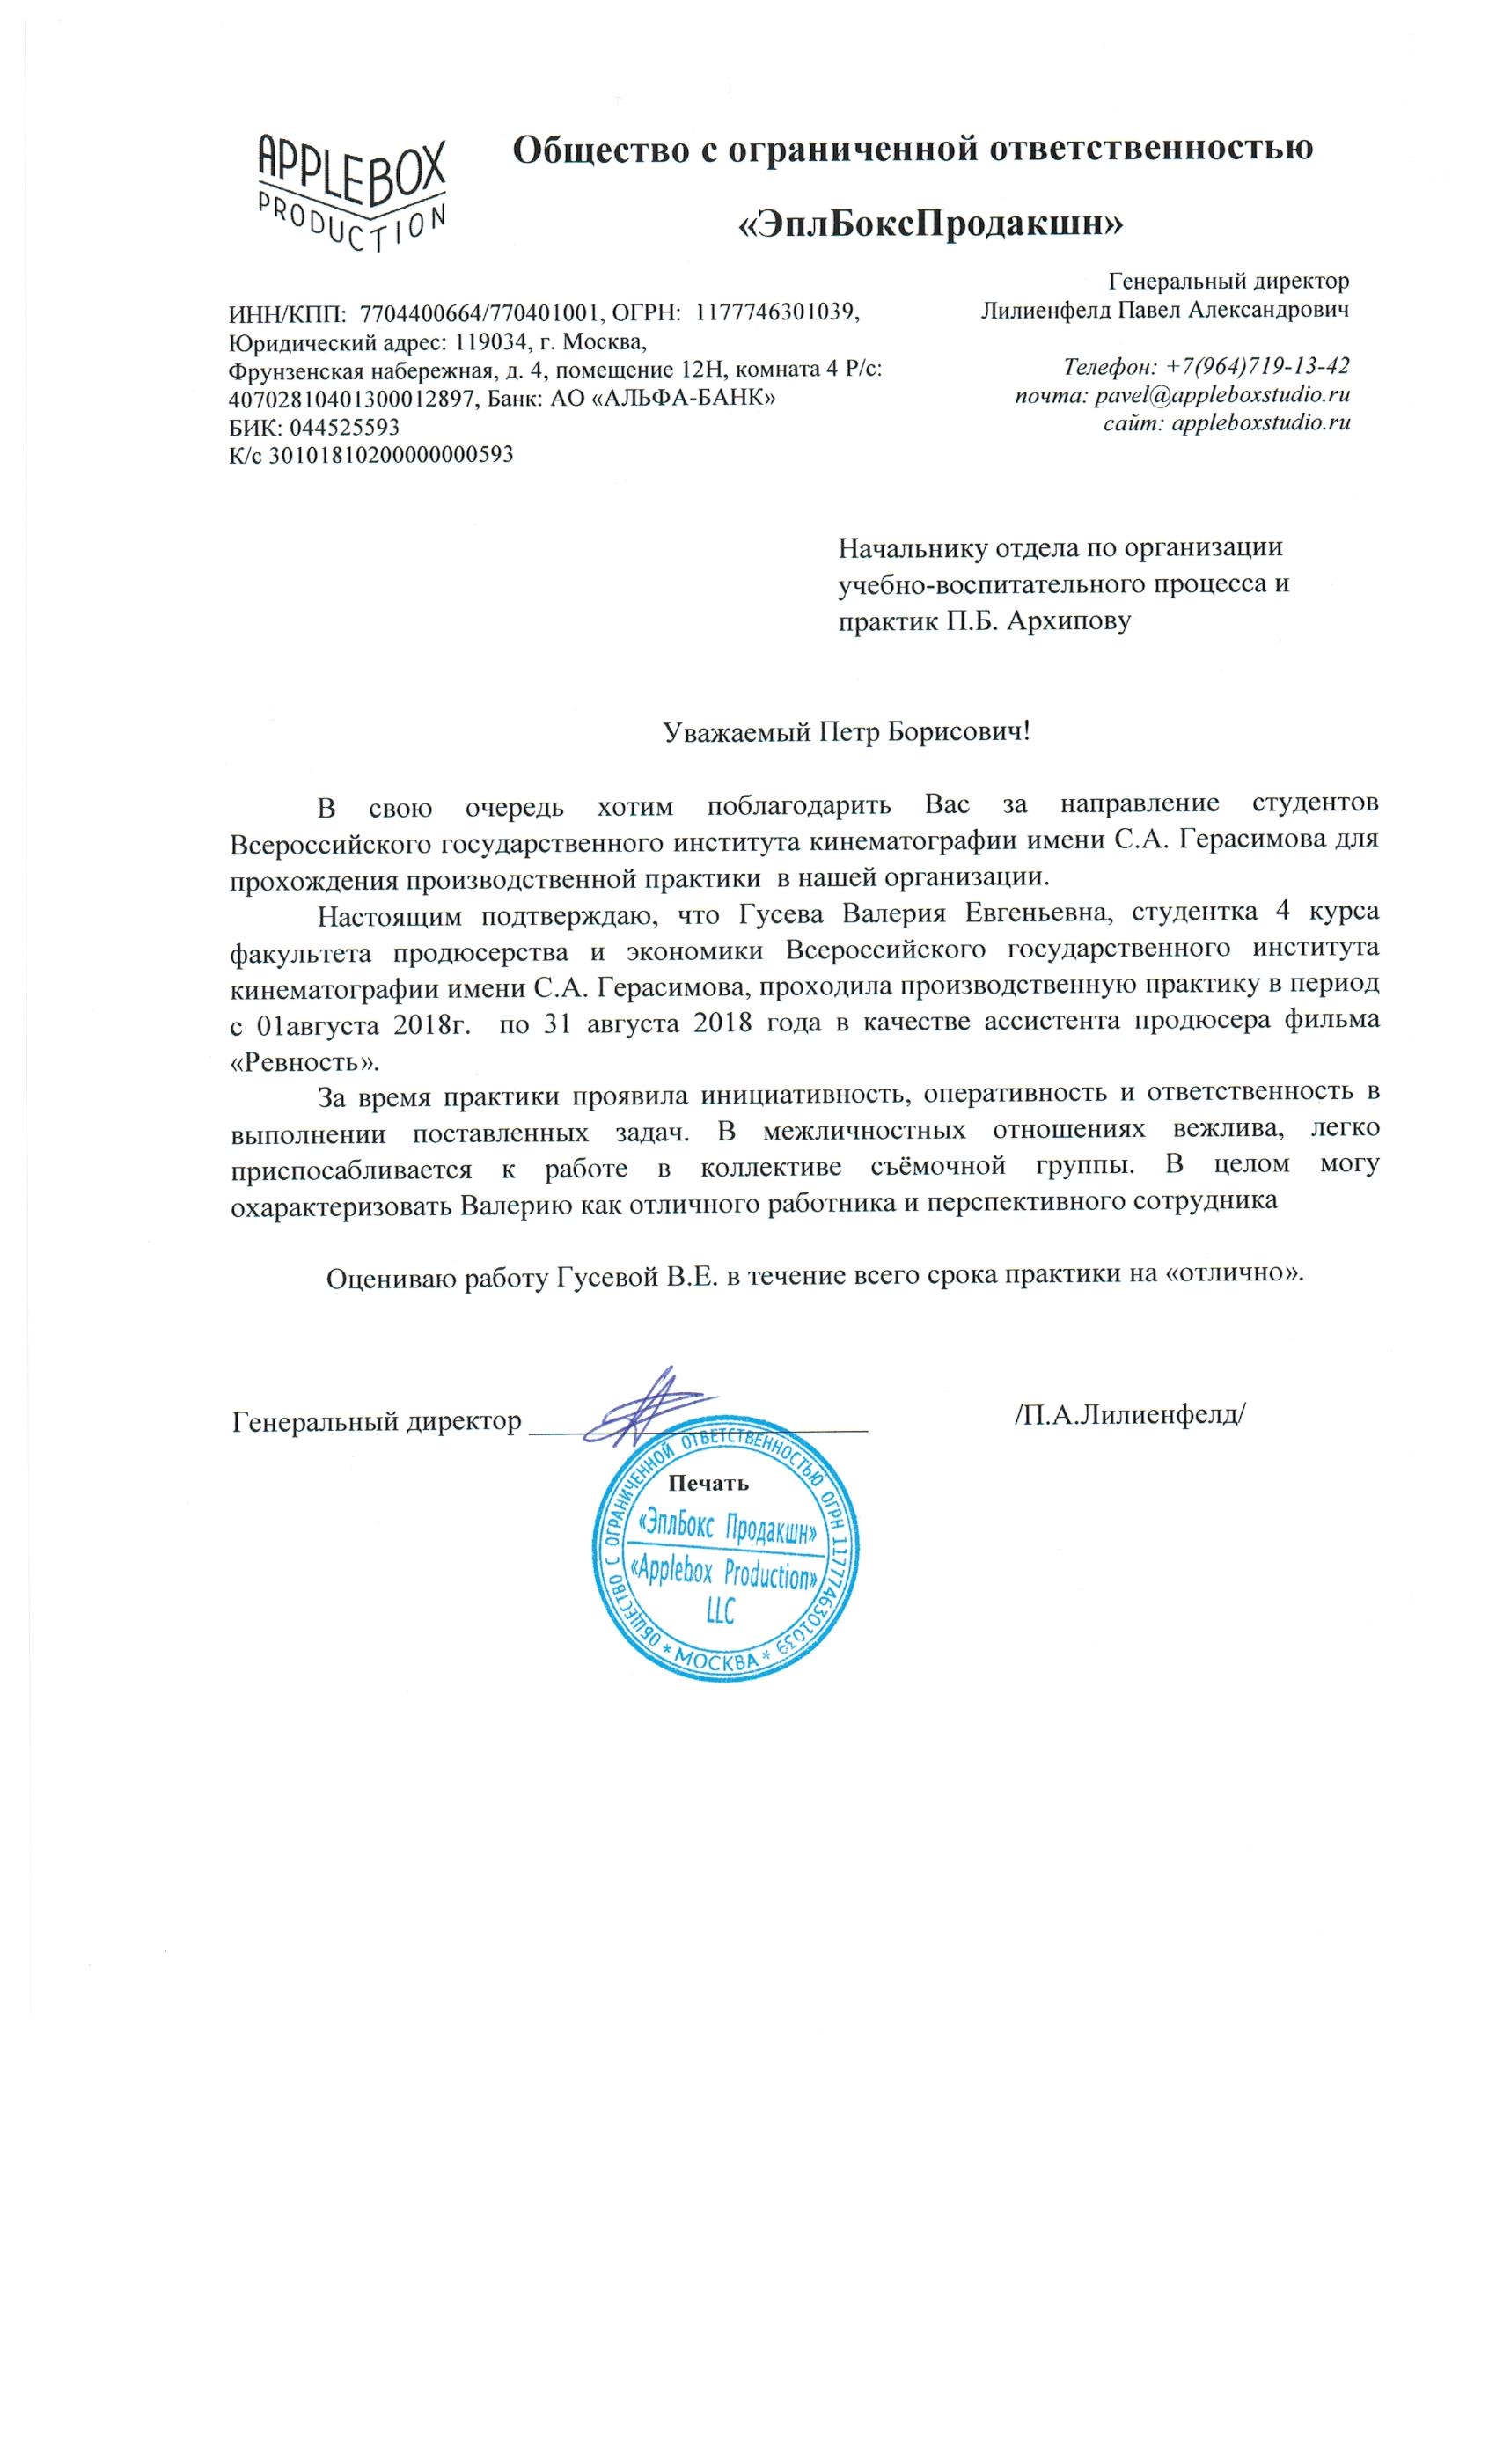 APPLEBOX
PRODUCTION
Общество с ограниченной ответственностью
«ЭплБоксПродакшн»
Генеральный директор
Лилиенфелд Павел Александрович
Телефон: +7(964)719-13-42
почта: pavel@appleboxstudio.ru
сайт: appleboxstudio.ru
ИНН/КПП: 7704400664/770401001, ОГРН: 1177746301039,
Юридический адрес: 119034, г. Москва,
Фрунзенская набережная, д. 4, помещение 12Н, комната 4 Р/с:
40702810401300012897, Банк: АО «АЛЬФА-БАНК»
БИК: 044525593
К/с 30101810200000000593
Начальнику отдела по организации
учебно-воспитательного процесса и
практик П.Б. Архипову
Уважаемый Петр Борисович!
В свою очередь хотим поблагодарить Вас за направление студентов
Всероссийского государственного института кинематографии имени С.А. Герасимова для
прохождения производственной практики в нашей организации.
Настоящим подтверждаю, что Гусева Валерия Евгеньевна, студентка 4 курса
факультета продюсерства и экономики Всероссийского государственного института
кинематографии имени С.А. Герасимова, проходила производственную практику в период
с 01августа 2018г. по 31 августа 2018 года в качестве ассистента продюсера фильма
«Ревность».
За время практики проявила инициативность, оперативность и ответственность в
выполнении поставленных задач. В межличностных отношениях вежлива, легко
приспосабливается к работе в коллективе съёмочной группы. В целом могу
охарактеризовать Валерию как отличного работника и перспективного сотрудника
Оцениваю работу Гусевой В.Е. в течение всего срока практики на «отлично».
Генеральный директор /П.А.Лилиенфелд/
Печать
ОБЩЕСТВО С ОГРАНИЧЕННОЙ ОТВЕТСТВЕННОСТЬЮ ОГРН 1177746301039
* МОСКВА *
«ЭплБокс Продакшн»
«Applebox Production»
LLC